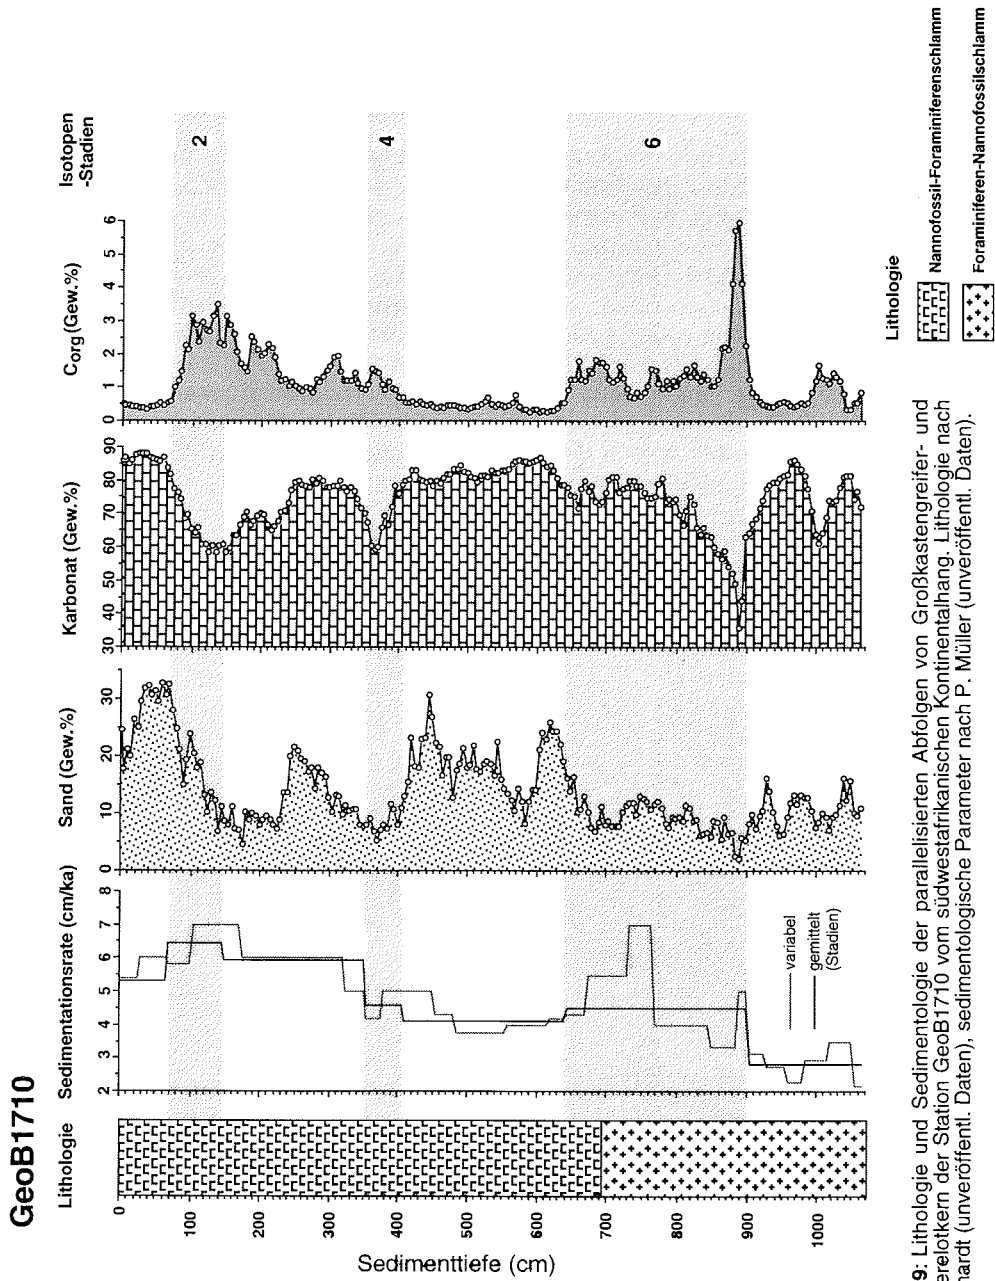 GeoB1710
Lithologie
Sedimentationsrate (cm/ka)
Sand (Gew.%)
Karbonat (Gew.%)
Corg (Gew.%)
Isotopen
-Stadien
2 3 4 5 6 7 8
0 10 20 30
30 40 50 60 70 80 90
0 1 2 3 4 5 6
2
4
6
variabel
gemittelt
(Stadien)
0 100 200 300 400 500 600 700 800 900 1000
Sedimenttiefe (cm)
Lithologie
Nannofossil-Foraminiferenschlamm
Foraminiferen-Nannofossilschlamm
9: Lithologie und Sedimentologie der parallelisierten Abfolgen von Großkastengreifer- und
erelotkern der Station GeoB1710 vom südwestafrikanischen Kontinentalhang. Lithologie nach
hardt (unveröffentl. Daten), sedimentologische Parameter nach P. Müller (unveröffentl. Daten).